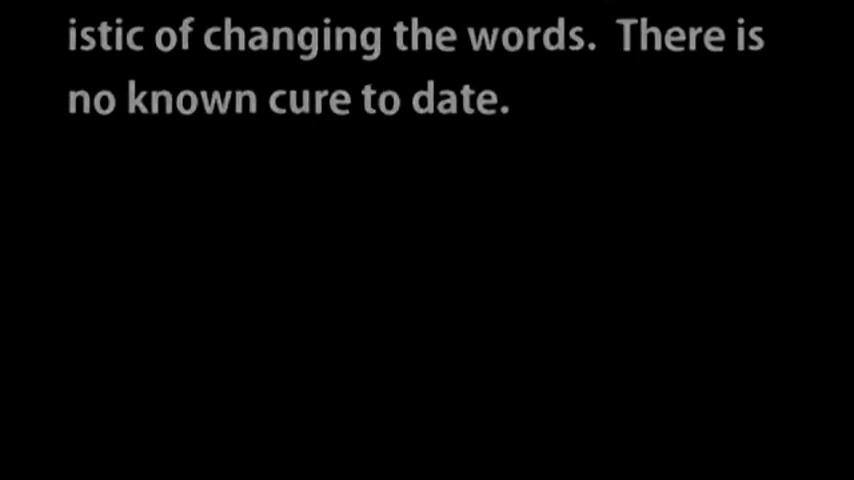 istic of changing the words.  There is
no known cure to date.